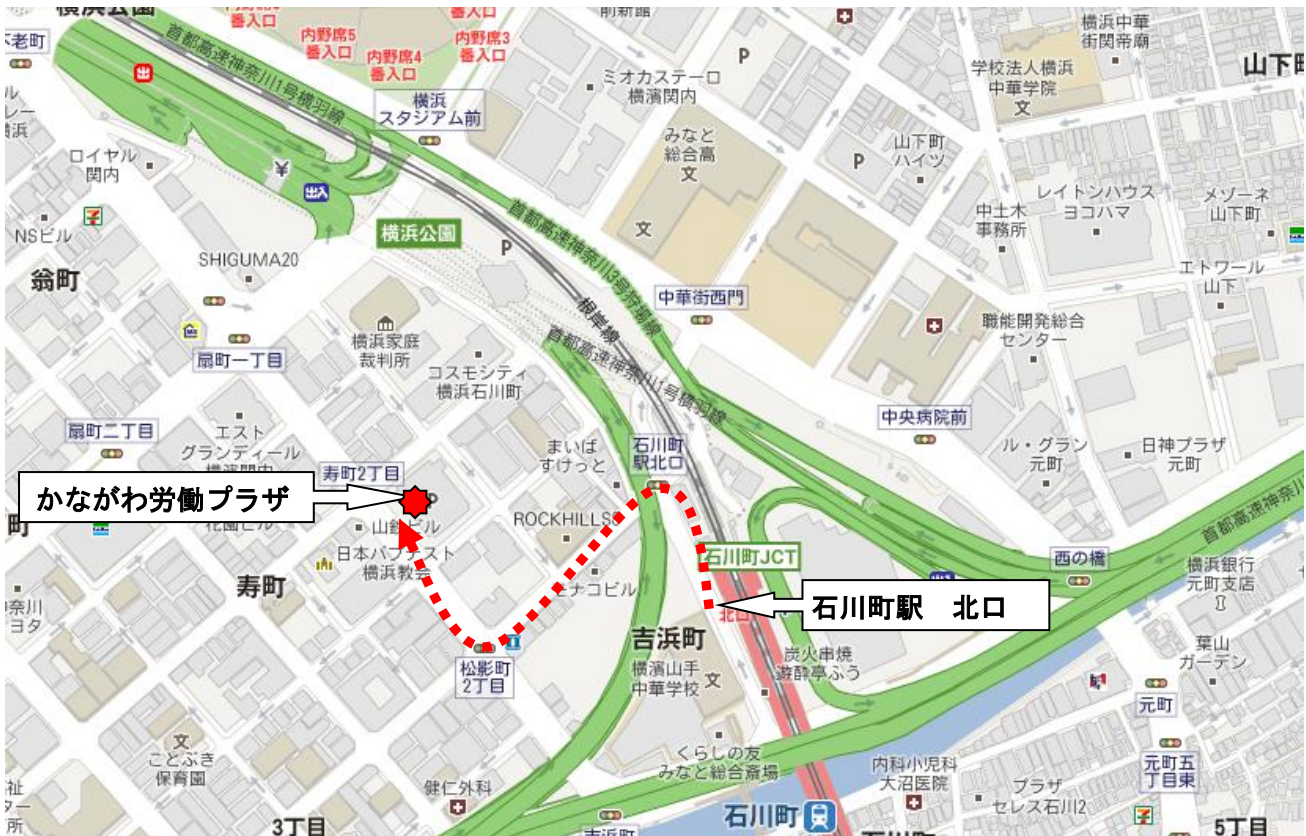 内野席5
番入口
内野席4
番入口
内野席3
番入口
首都高速神奈川1号横羽線
出
横浜
スタジアム前
ミオカステーロ
横濱関内
P
横浜中華
街関帝廟
学校法人横浜
中華学院
文
ロイヤル
関内
¥
出入
みなと
総合高
文
P
山下町
ハイツ
NSビル
SHIGUMA20
横浜公園
P
首都高速神奈川3号狩場線
文
中土木
事務所
レイトンハウス
ヨコハマ
メゾーネ
山下町
翁町
扇町一丁目
横浜家庭
裁判所
コスモシティ
横浜石川町
根岸線
首都高速神奈川1号横羽線
中華街西門
職能開発総合
センター
エトワール
山下
扇町二丁目
エスト
グランディール
寿町2丁目
まいば
すけっと
石川町
駅北口
中央病院前
ル・グラン
元町
日神プラザ
元町
かながわ労働プラザ
ROCKHILLS
日本バプテスト
横浜教会
寿町
モナコビル
石川町JCT
西の橋
首都高速神奈川
横浜銀行
元町支店
石川町駅 北口
北口
吉浜町
松影町
2丁目
横濱山手
中華学校
文
炭火串焼
遊酔亭ふう
葉山
ガーデン
元町
文
ことぶき
保育園
くらしの友
みなと総合斎場
健仁外科
内科小児科
大沼医院
プラザ
セレス石川2
元町五
丁目東
3丁目
石川町
5丁目